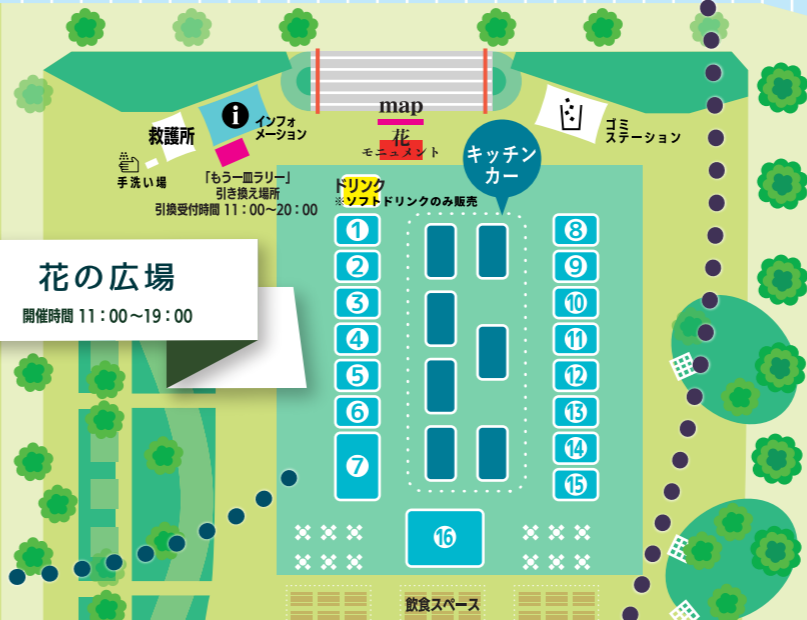 map
花
モニュメント
i
インフォ
メーション
救護所
手洗い場
「もう一皿ラリー」
引き換え場所
引換受付時間 11：00〜20：00
ゴミ
ステーション
キッチン
カー
ドリンク
※ソフトドリンクのみ販売
花の広場
開催時間 11：00〜19：00
1
2
3
4
5
6
7
8
9
10
11
12
13
14
15
16
飲食スペース